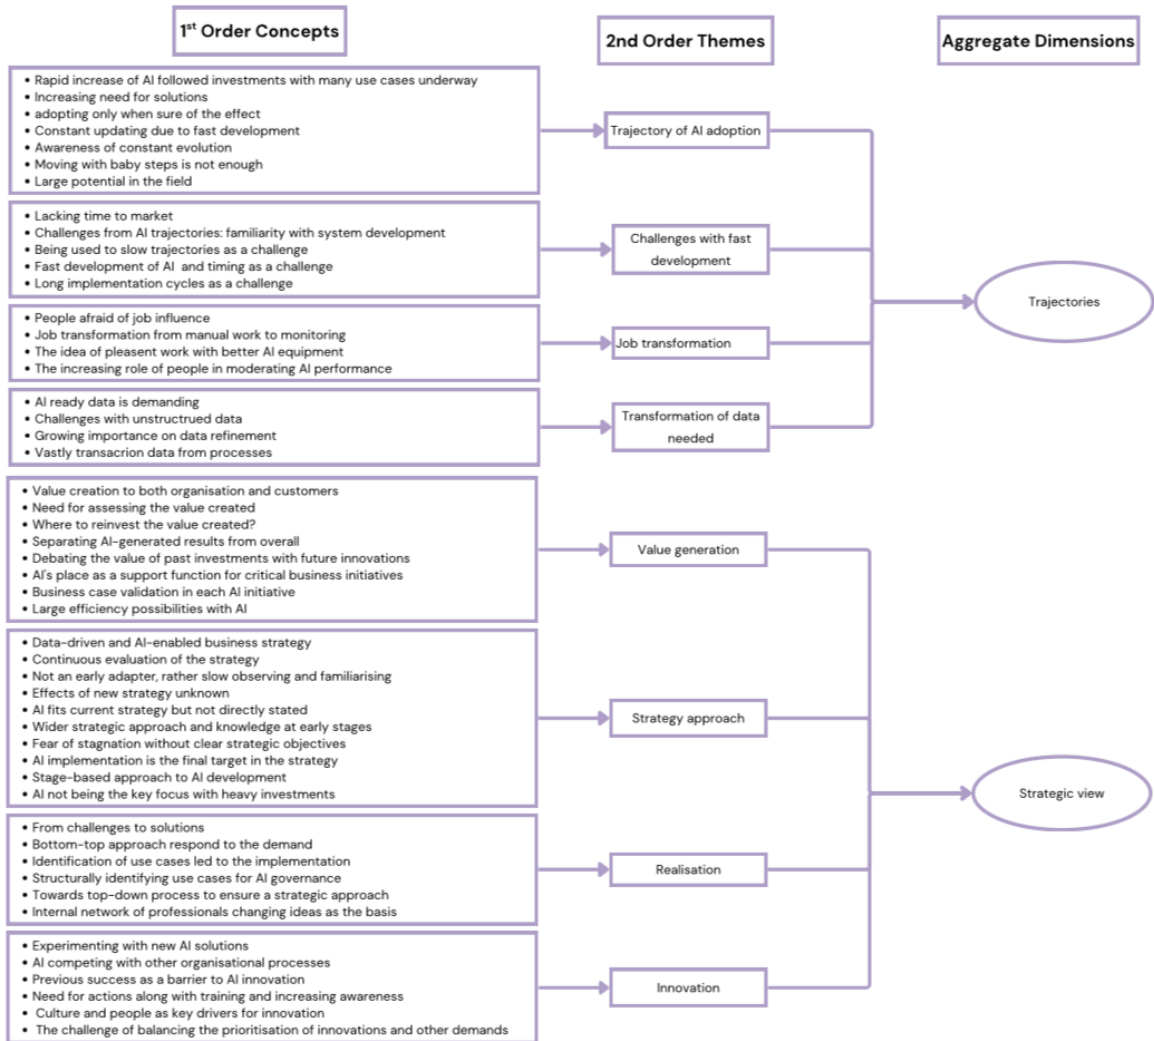 1st Order Concepts
2nd Order Themes
Aggregate Dimensions
• Rapid increase of AI followed investments with many use cases underway
• Increasing need for solutions
• adopting only when sure of the effect
• Constant updating due to fast development
• Awareness of constant evolution
• Moving with baby steps is not enough
• Large potential in the field
Trajectory of AI adoption
• Lacking time to market
• Challenges from AI trajectories: familiarity with system development
• Being used to slow trajectories as a challenge
• Fast development of AI and timing as a challenge
• Long implementation cycles as a challenge
Challenges with fast
development
• People afraid of job influence
• Job transformation from manual work to monitoring
• The idea of pleasent work with better AI equipment
• The increasing role of people in moderating AI performance
Job transformation
• AI ready data is demanding
• Challenges with unstructrued data
• Growing importance on data refinement
• Vastly transacrion data from processes
Transformation of data
needed
Trajectories
• Value creation to both organisation and customers
• Need for assessing the value created
• Where to reinvest the value created?
• Separating AI-generated results from overall
• Debating the value of past investments with future innovations
• AI's place as a support function for critical business initiatives
• Business case validation in each AI initiative
• Large efficiency possibilities with AI
Value generation
• Data-driven and AI-enabled business strategy
• Continuous evaluation of the strategy
• Not an early adapter, rather slow observing and familiarising
• Effects of new strategy unknown
• AI fits current strategy but not directly stated
• Wider strategic approach and knowledge at early stages
• Fear of stagnation without clear strategic objectives
• AI implementation is the final target in the strategy
• Stage-based approach to AI development
• AI not being the key focus with heavy investments
Strategy approach
• From challenges to solutions
• Bottom-top approach respond to the demand
• Identification of use cases led to the implementation
• Structurally identifying use cases for AI governance
• Towards top-down process to ensure a strategic approach
• Internal network of professionals changing ideas as the basis
Realisation
• Experimenting with new AI solutions
• AI competing with other organisational processes
• Previous success as a barrier to AI innovation
• Need for actions along with training and increasing awareness
• Culture and people as key drivers for innovation
• The challenge of balancing the prioritisation of innovations and other demands
Innovation
Strategic view